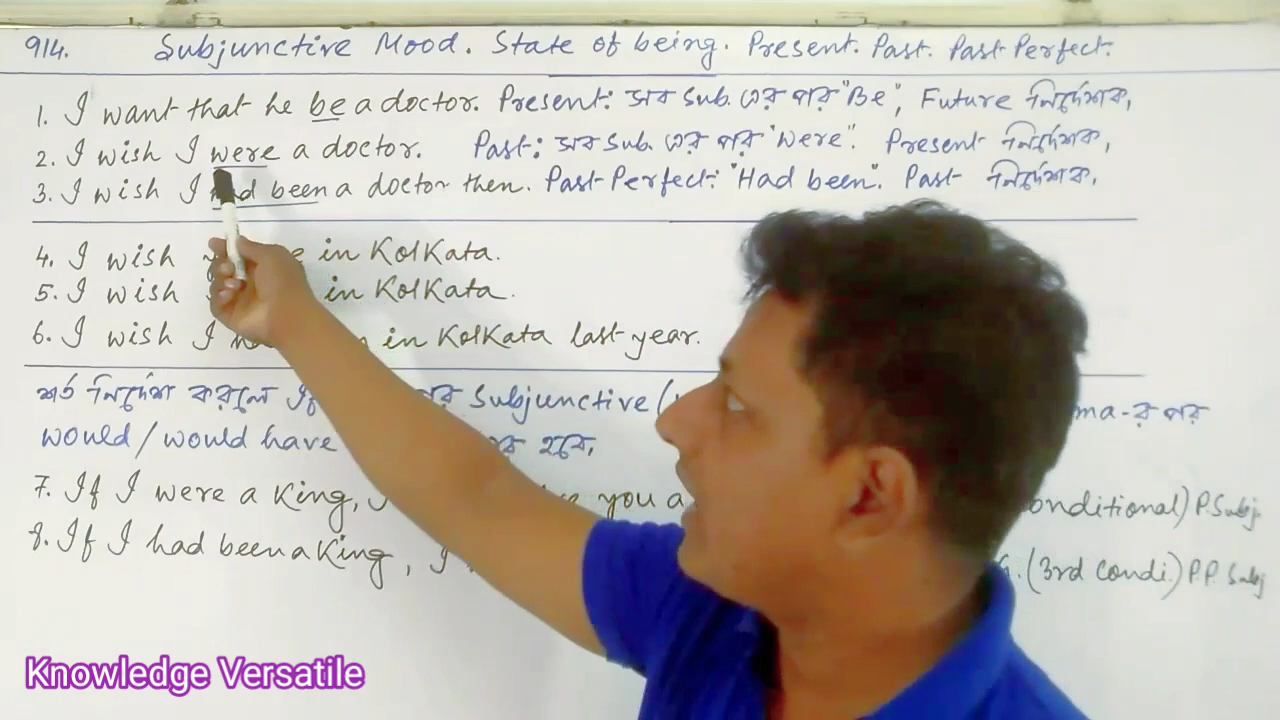 914. Subjunctive Mood. State of being. Present. Past. Past Perfect.
1. I want that he be a doctor. Present: সব Sub. এর পর "Be", Future নির্দেশক,
2. I wish I were a doctor. Past: সব Sub. এর পর "Were". Present নির্দেশক,
3. I wish I had been a doctor then. Past Perfect: "Had been". Past নির্দেশক,
4. I wish in Kolkata.
5. I wish in Kolkata.
6. I wish I in Kolkata last year.
শর্ত নির্দেশ করলে If পর Subjunctive ma-র পর
would/would have হবে,
7. If I were a King, you a onditional) P.Subj.
8. If I had been a King, I (3rd Condi.) P.P. Subj
Knowledge Versatile